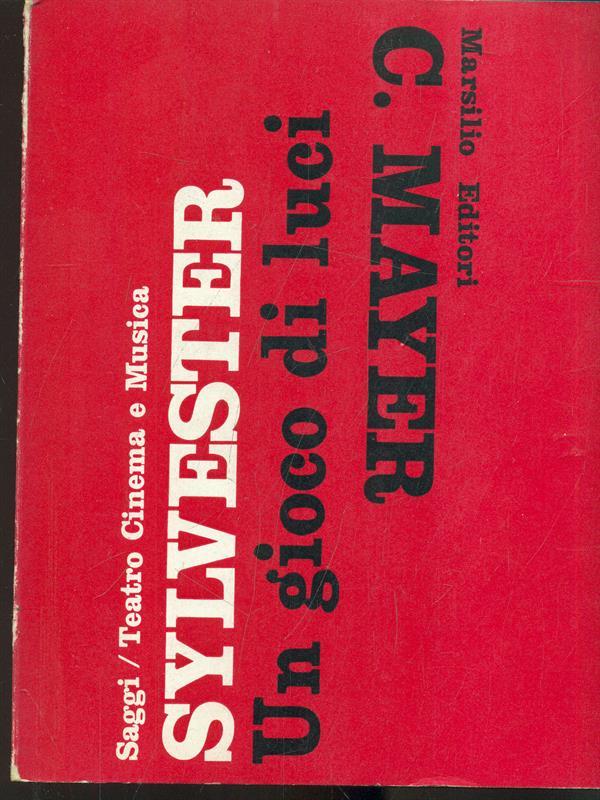 Saggi / Teatro Cinema e Musica
SYLVESTER
Un gioco di luci
C. MAYER
Marsilio Editori